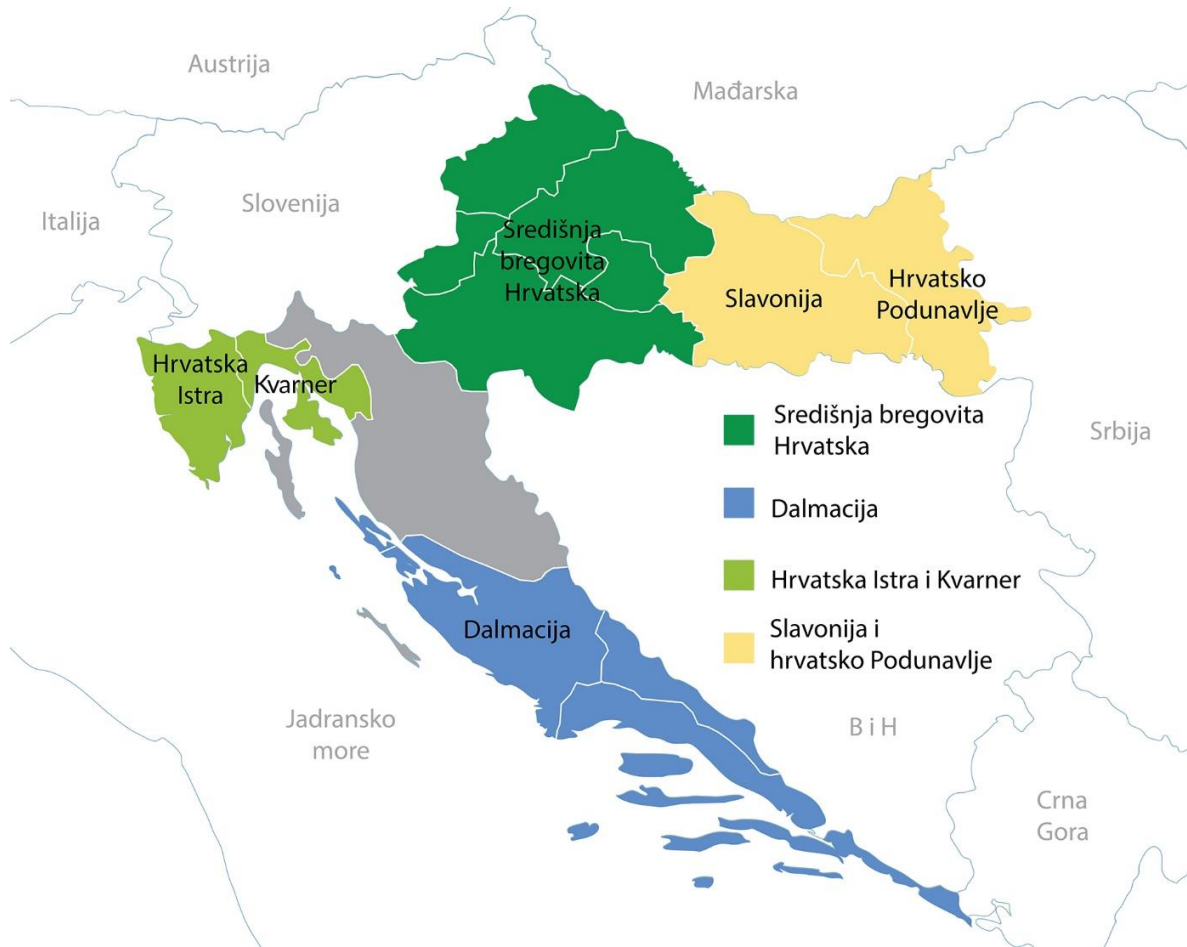 Austrija
Mađarska
Slovenija
Italija
Središnja
bregovita
Hrvatska
Slavonija
Hrvatsko
Podunavlje
Hrvatska
Istra
Kvarner
Središnja bregovita
Hrvatska
Srbija
Dalmacija
Hrvatska Istra i Kvarner
Slavonija i
hrvatsko Podunavlje
Dalmacija
Jadransko
more
B i H
Crna
Gora